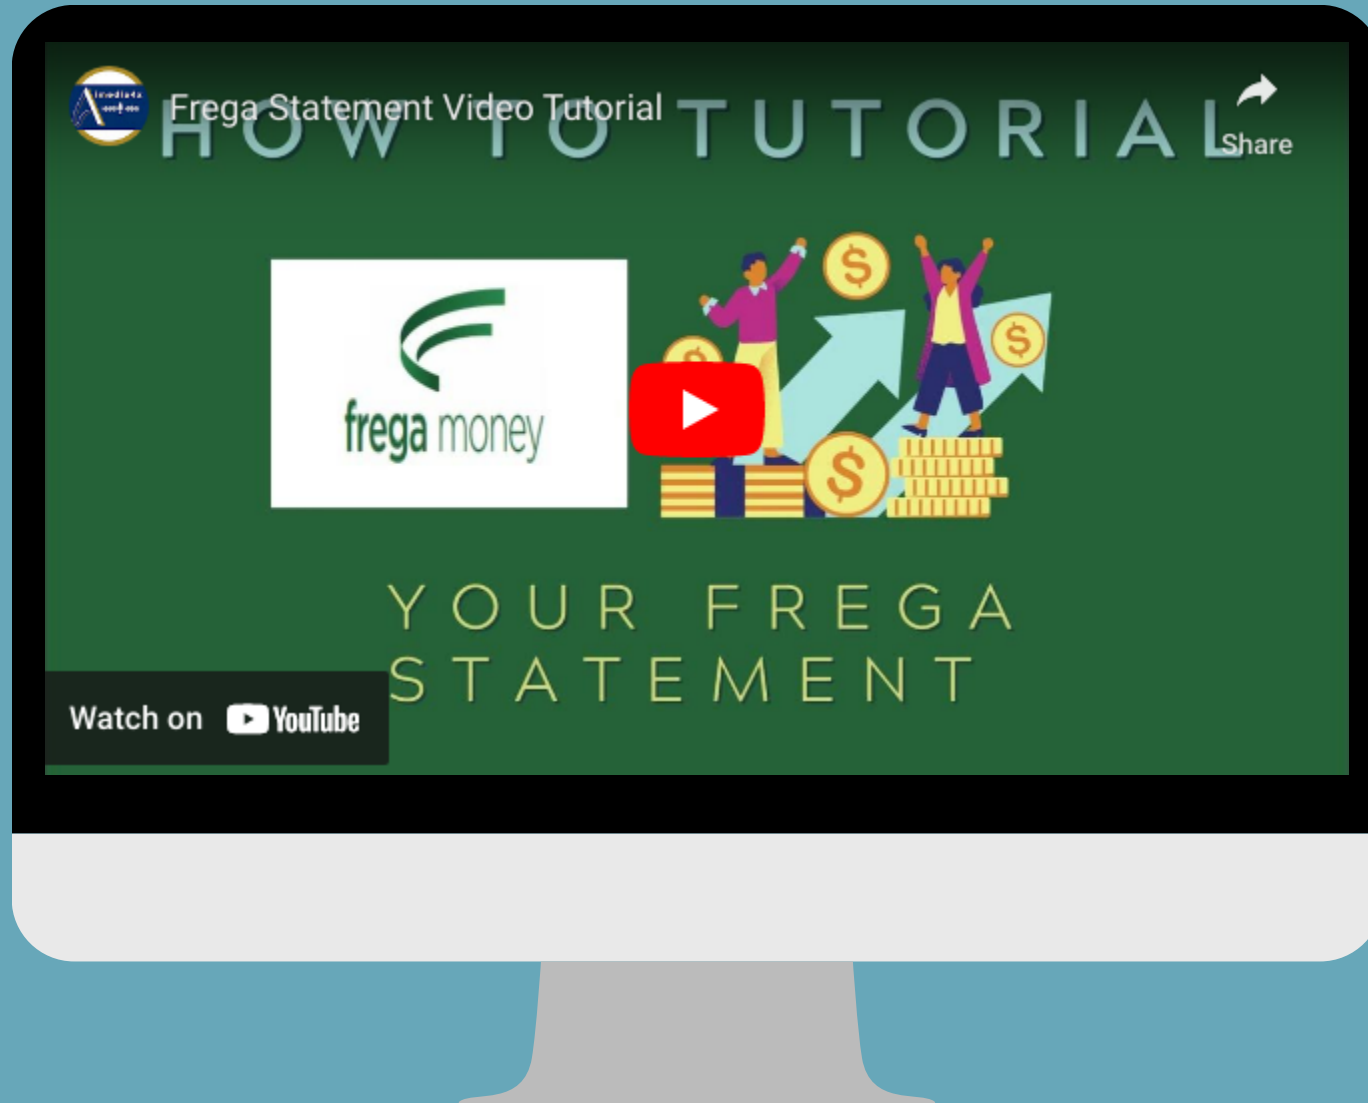 Frega Statement Video Tutorial
HOW TO TUTORIAL
Share
frega money
$
$
$
YOUR FREGA
STATEMENT
Watch on YouTube